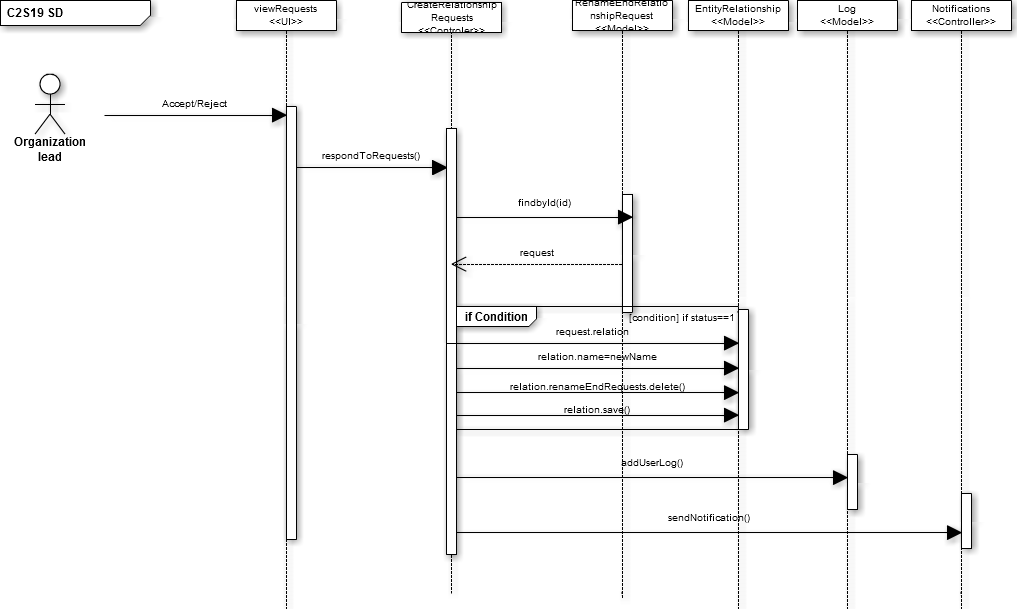 C2S19 SD
viewRequests
<<UI>>
CreateRelationship
Requests
<<Controler>>
RenameEndRelatio
nshipRequest
<<Model>>
EntityRelationship
<<Model>>
Log
<<Model>>
Notifications
<<Controller>>
Organization
lead
Accept/Reject
respondToRequests()
findbyId(id)
request
if Condition
[condition] if status==1
request.relation
relation.name=newName
relation.renameEndRequests.delete()
relation.save()
addUserLog()
sendNotification()